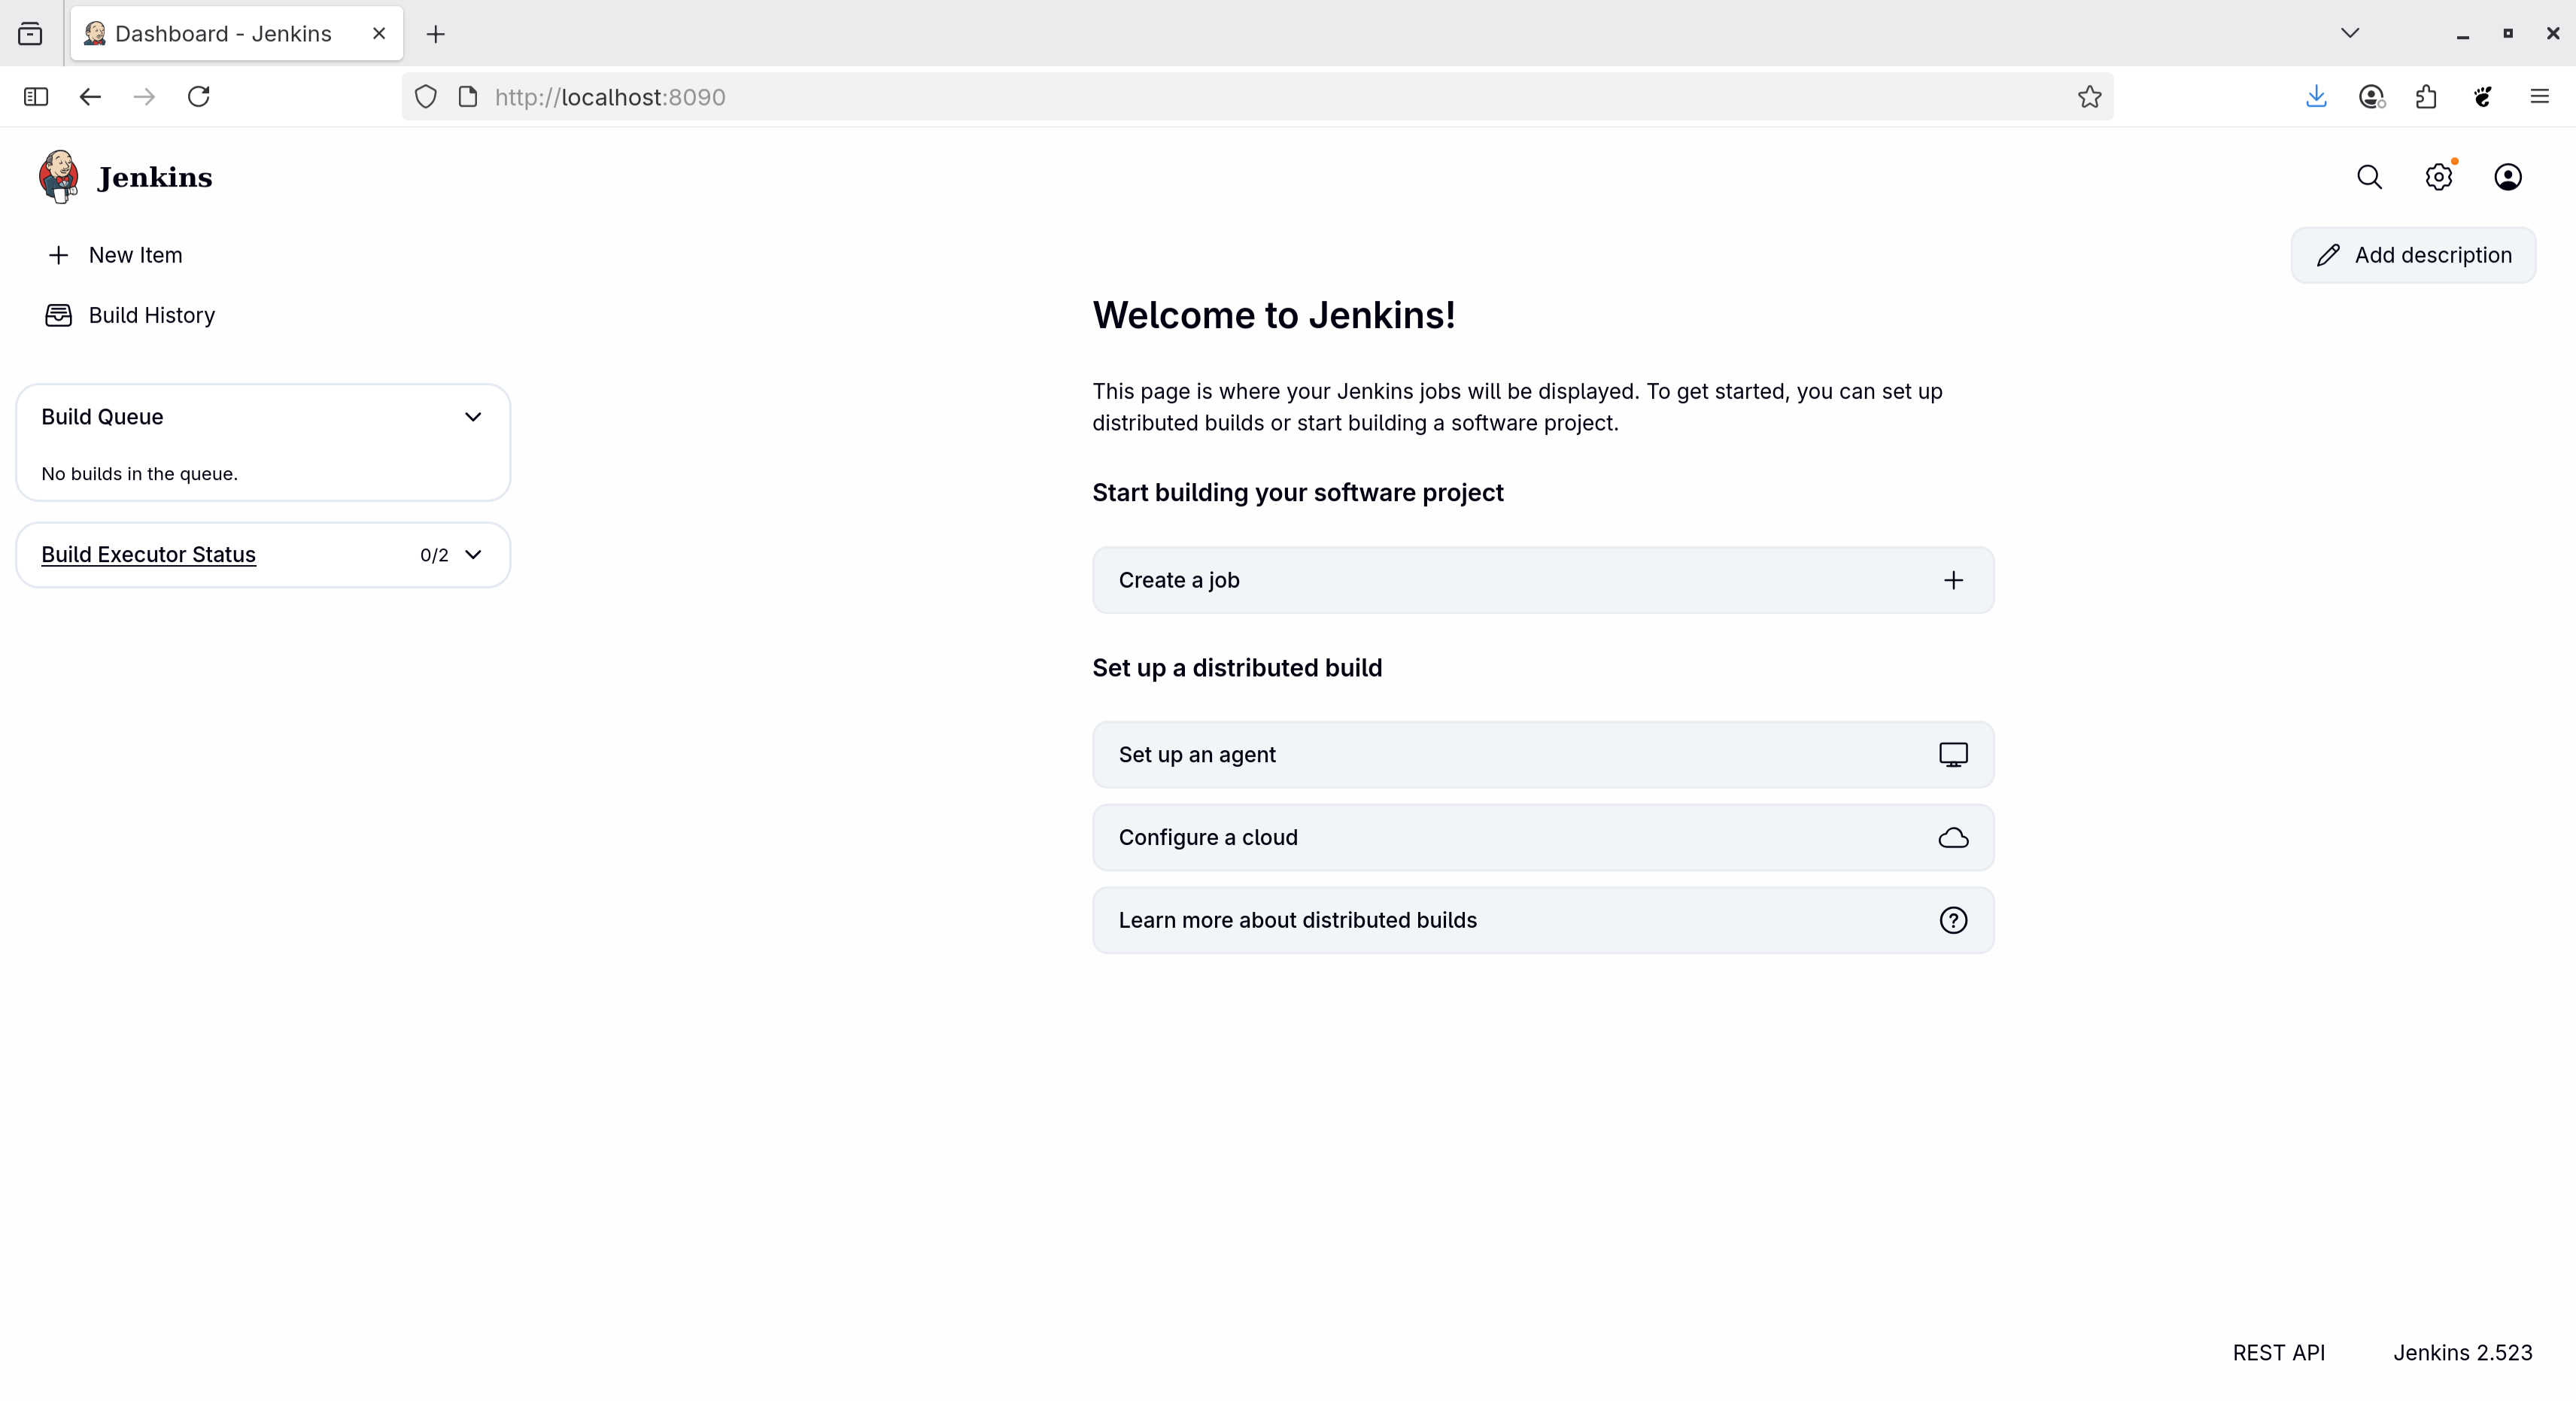 Dashboard - Jenkins
http://localhost:8090
Jenkins
New Item
Add description
Build History
Build Queue
No builds in the queue.
Build Executor Status 0/2
Welcome to Jenkins!
This page is where your Jenkins jobs will be displayed. To get started, you can set up
distributed builds or start building a software project.
Start building your software project
Create a job
Set up a distributed build
Set up an agent
Configure a cloud
Learn more about distributed builds
REST API
Jenkins 2.523